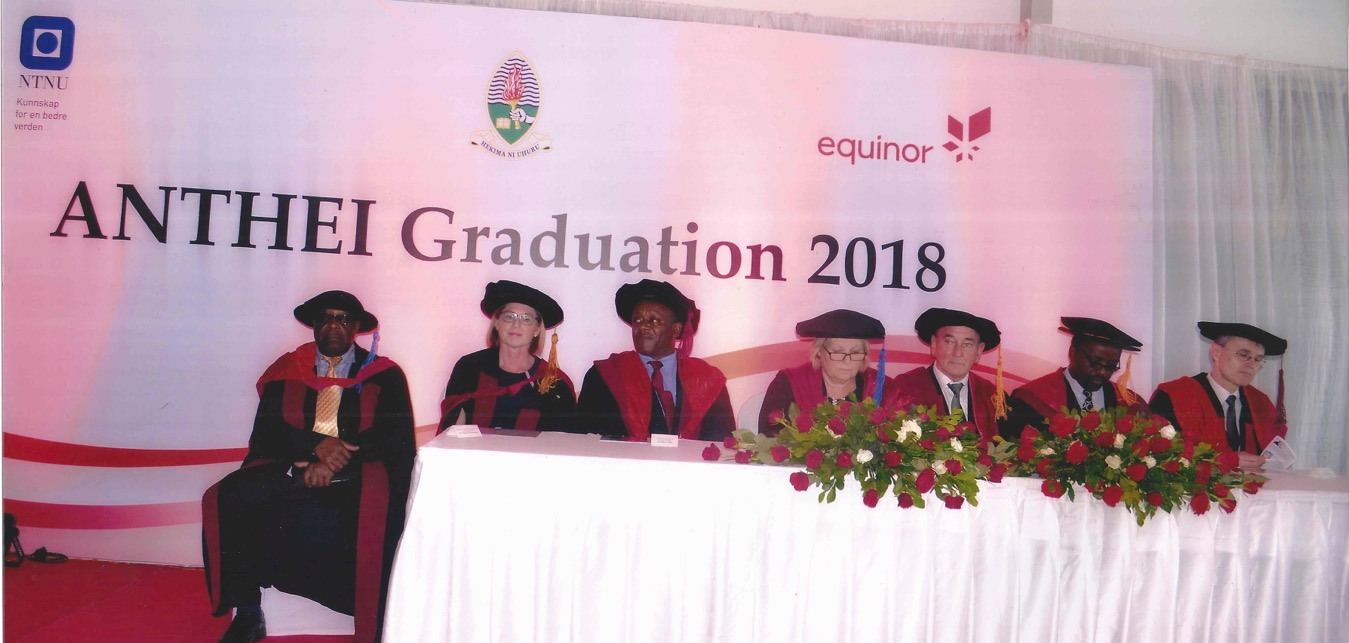 NTNU
Kunnskap
for en bedre
verden
HEKIMA NI UHURU
equinor
ANTHEI Graduation 2018